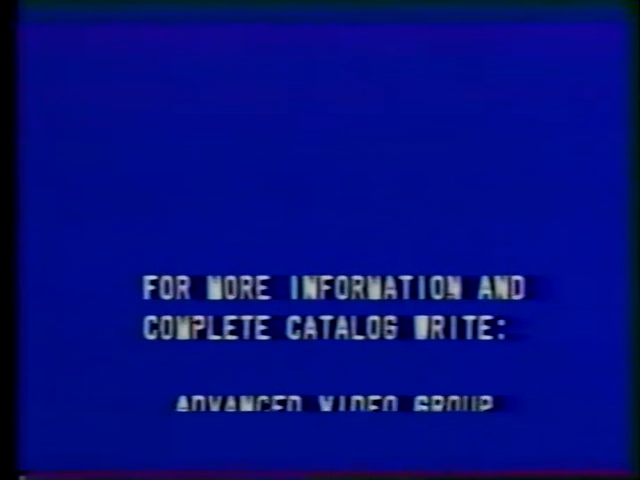 FOR MORE INFORMATION AND
COMPLETE CATALOG WRITE:
ADVANCED VIDEO GROUP